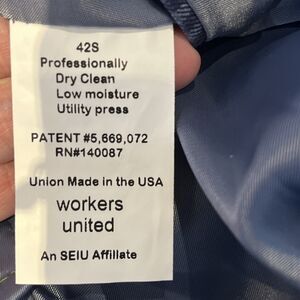 42S
Professionally
Dry Clean
Low moisture
Utility press
PATENT #5,669,072
RN#140087
Union Made in the USA
workers
united
An SEIU Affiliate